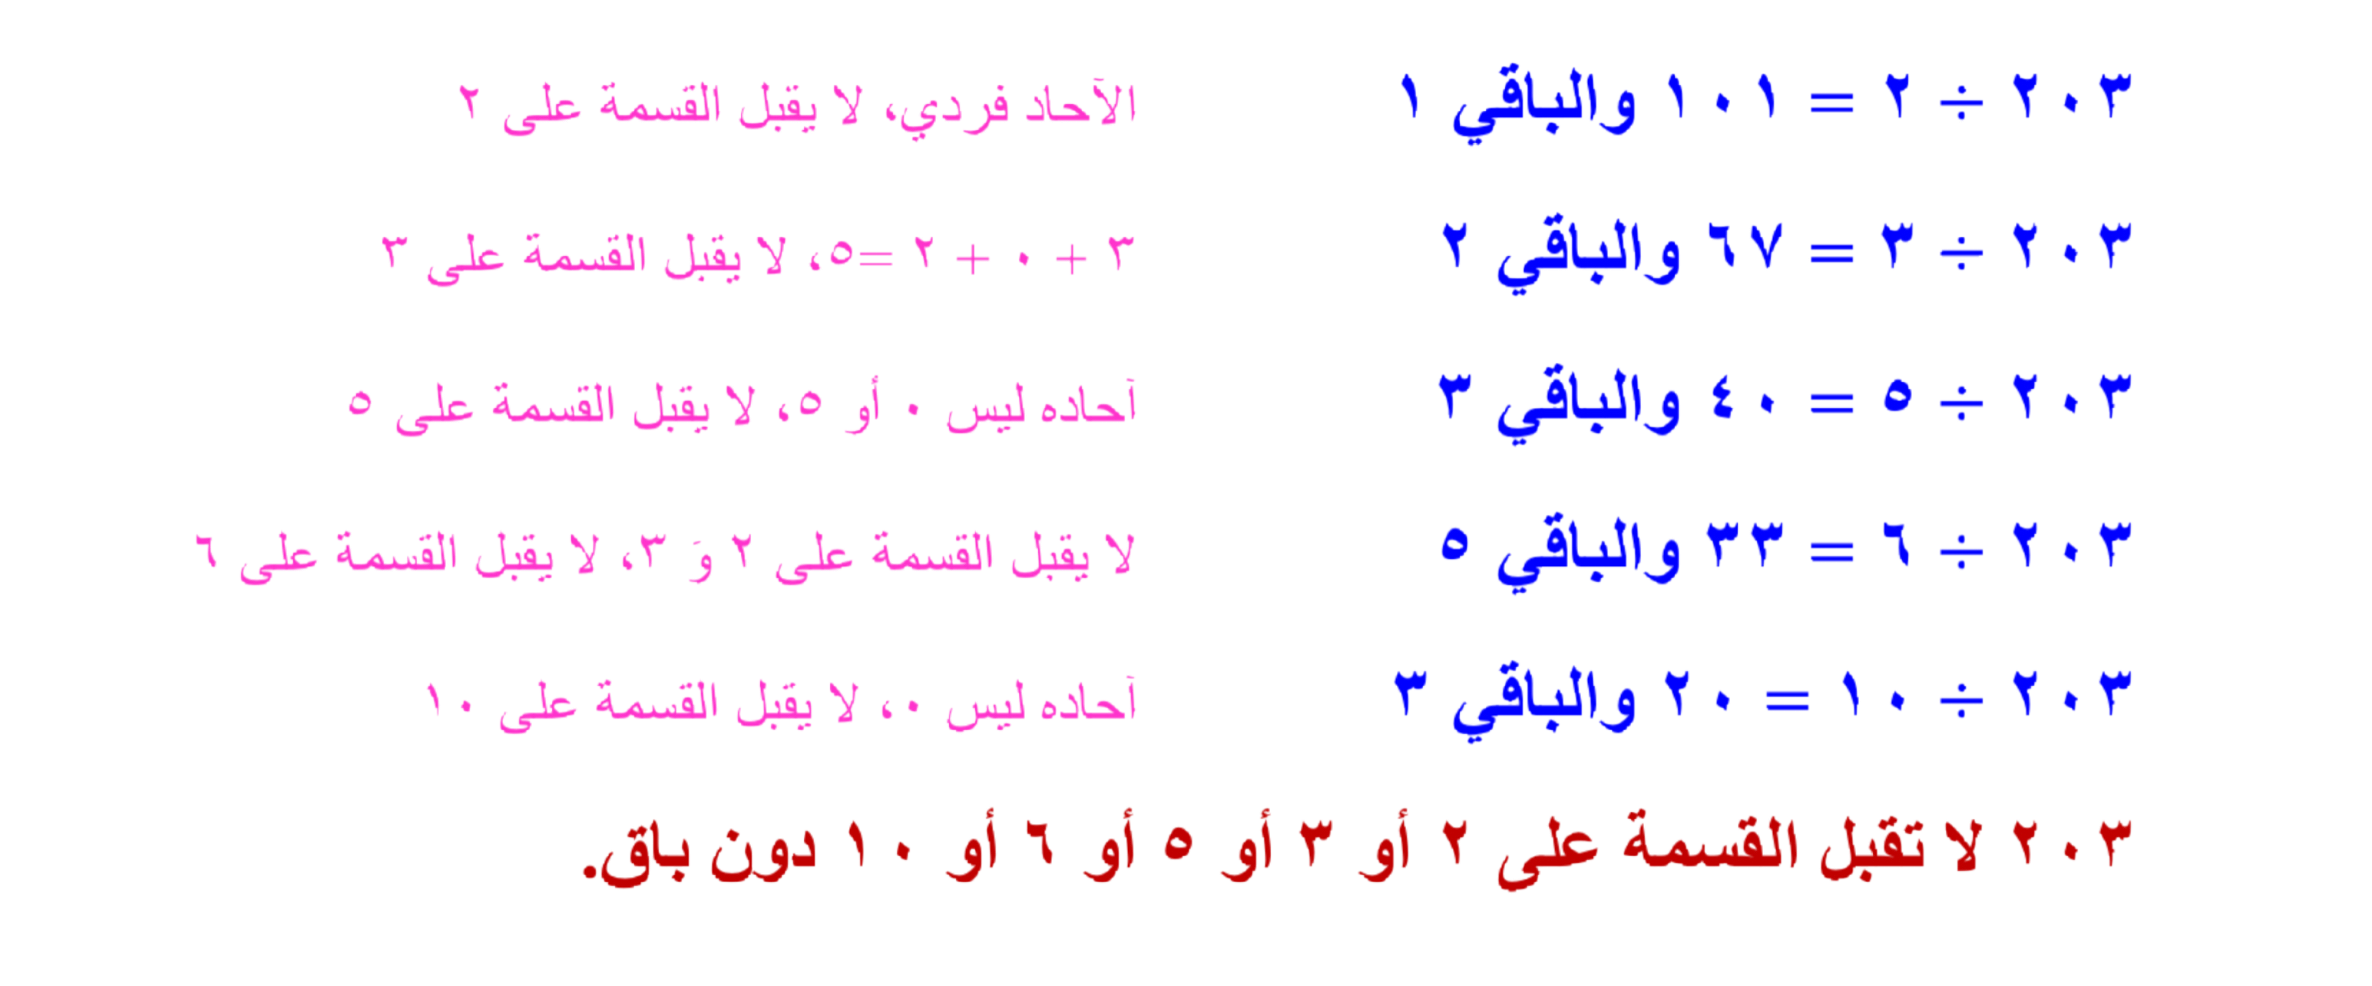 ٢٠٣ ÷ ٢ = ١٠١ والباقي ١ الآحاد فردي، لا يقبل القسمة على ٢
٢٠٣ ÷ ٣ = ٦٧ والباقي ٢ ٣ + ٠ + ٢ =٥، لا يقبل القسمة على ٣
٢٠٣ ÷ ٥ = ٤٠ والباقي ٣ آحاده ليس ٠ أو ٥، لا يقبل القسمة على ٥
٢٠٣ ÷ ٦ = ٣٣ والباقي ٥ لا يقبل القسمة على ٢ وَ ٣، لا يقبل القسمة على ٦
٢٠٣ ÷ ١٠ = ٢٠ والباقي ٣ آحاده ليس ٠، لا يقبل القسمة على ١٠
٢٠٣ لا تقبل القسمة على ٢ أو ٣ أو ٥ أو ٦ أو ١٠ دون باق.